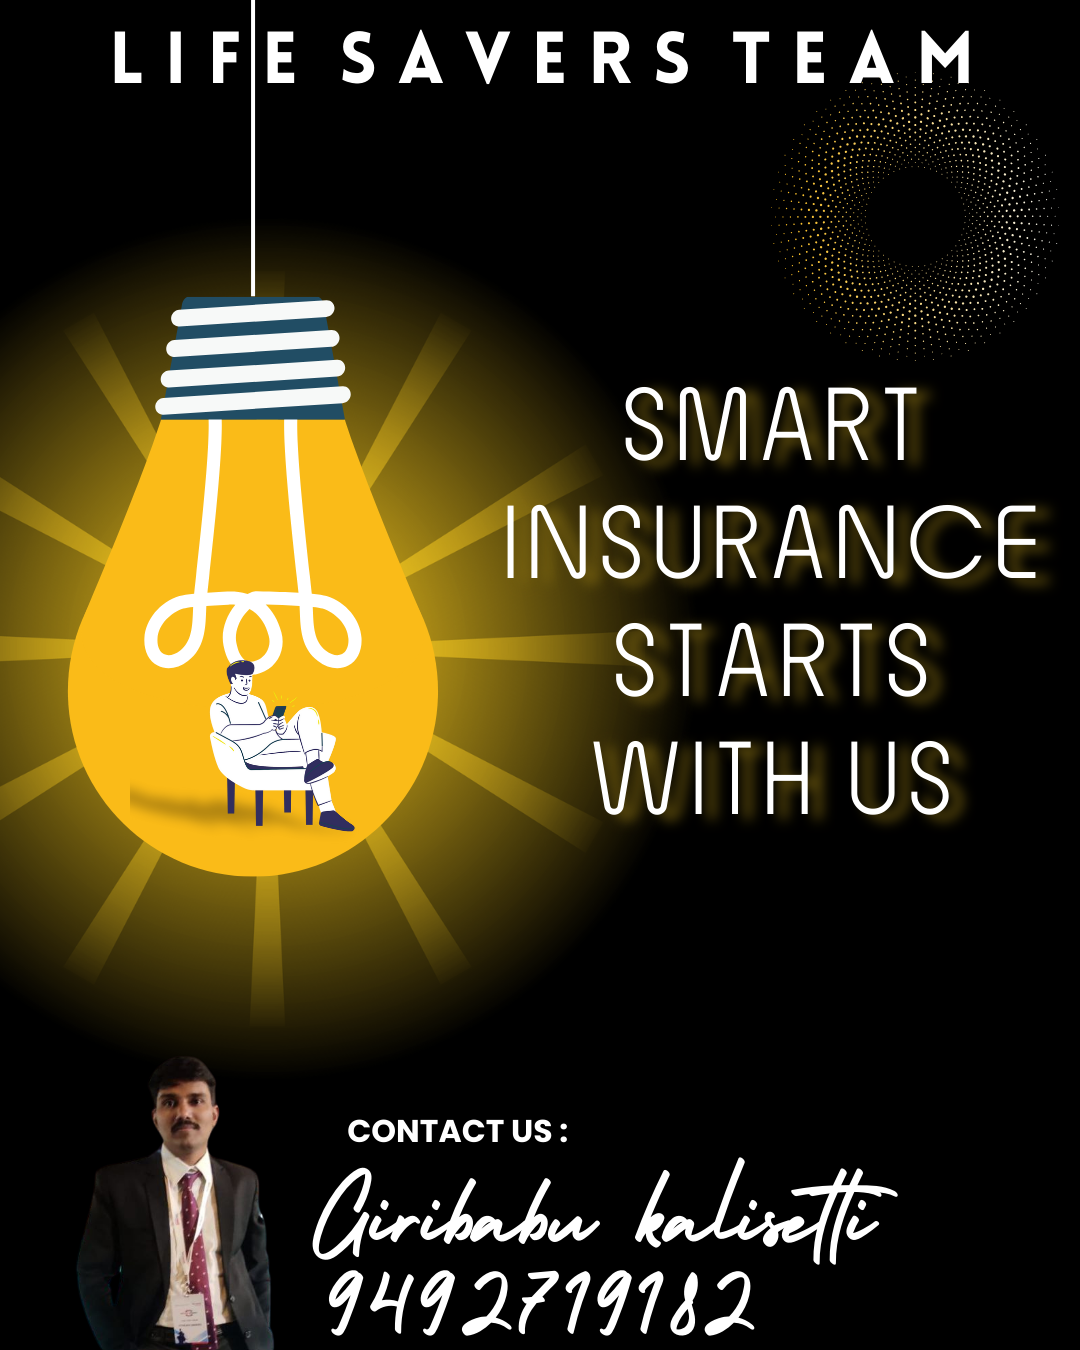 LIFE SAVERS TEAM
SMART
INSURANCE
STARTS
WITH US
CONTACT US :
Giribabu kalisetti
9492719182